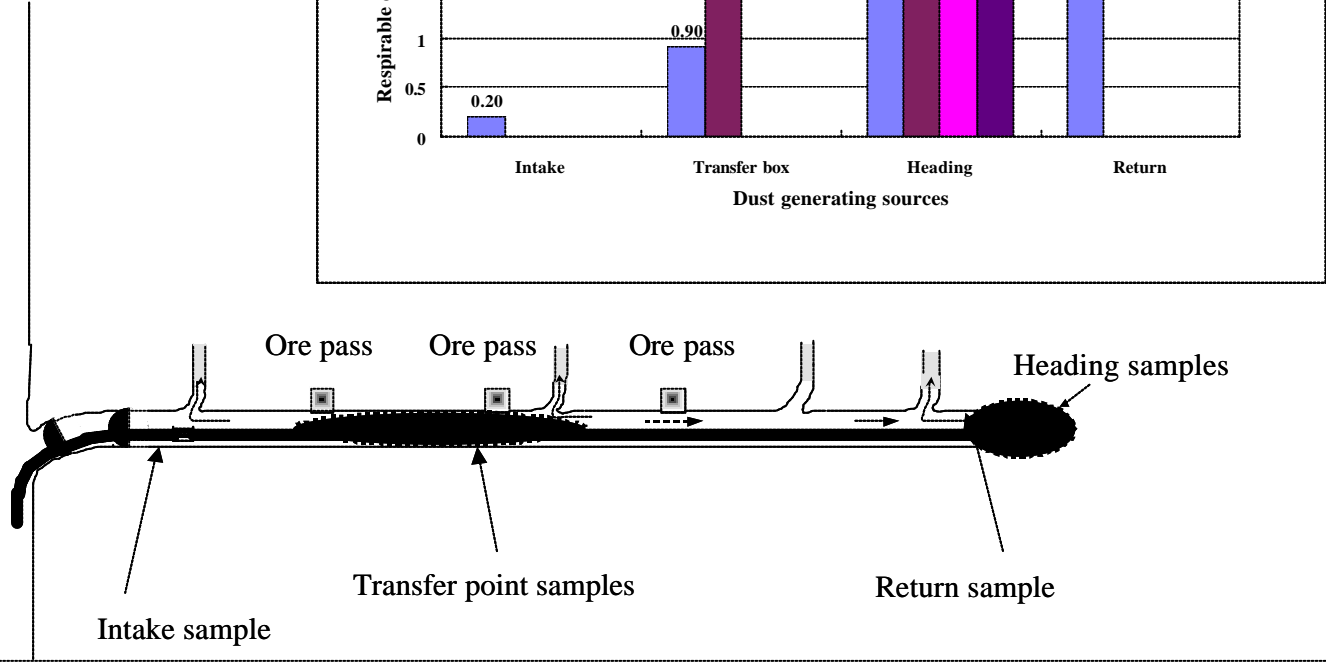 Respirable
1
0.90
0.5
0.20
0
Intake Transfer box Heading Return
Dust generating sources
Ore pass Ore pass Ore pass
Heading samples
Transfer point samples
Return sample
Intake sample